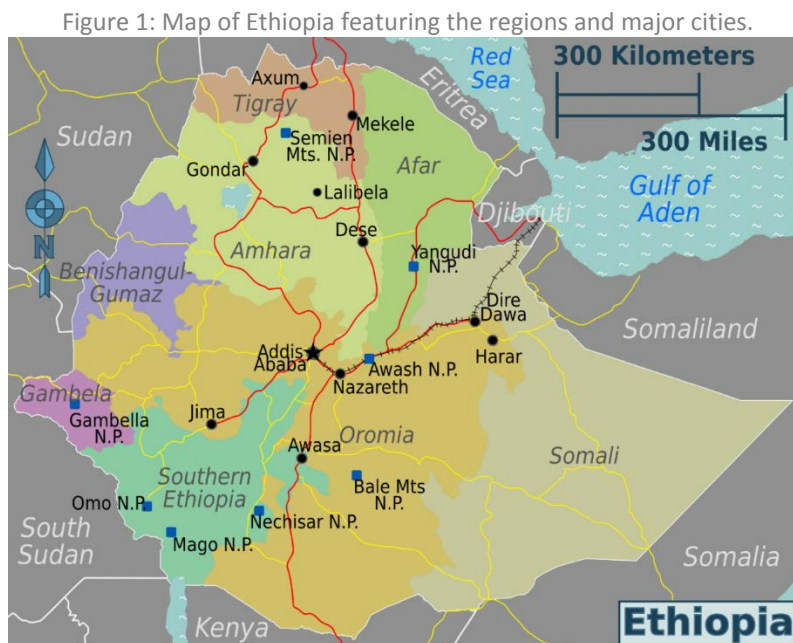 Figure 1: Map of Ethiopia featuring the regions and major cities.
300 Kilometers
300 Miles
Red
Sea
Eritrea
Sudan
Axum
Tigray
Mekele
Semien
Mts. N.P.
Gondar
Afar
Lalibela
Gulf of
Aden
Djibouti
N
Dese
Amhara
Yangudi
N.P.
Benishangul-
Gumaz
Dire
Dawa
Somaliland
Addis
Ababa
Harar
Awash N.P.
Nazareth
Gambela
Gambella
N.P.
Jima
Oromia
Awasa
Somali
Southern
Ethiopia
Bale Mts
N.P.
Omo N.P.
Nechisar N.P.
South
Sudan
Mago N.P.
Somalia
Kenya
Ethiopia